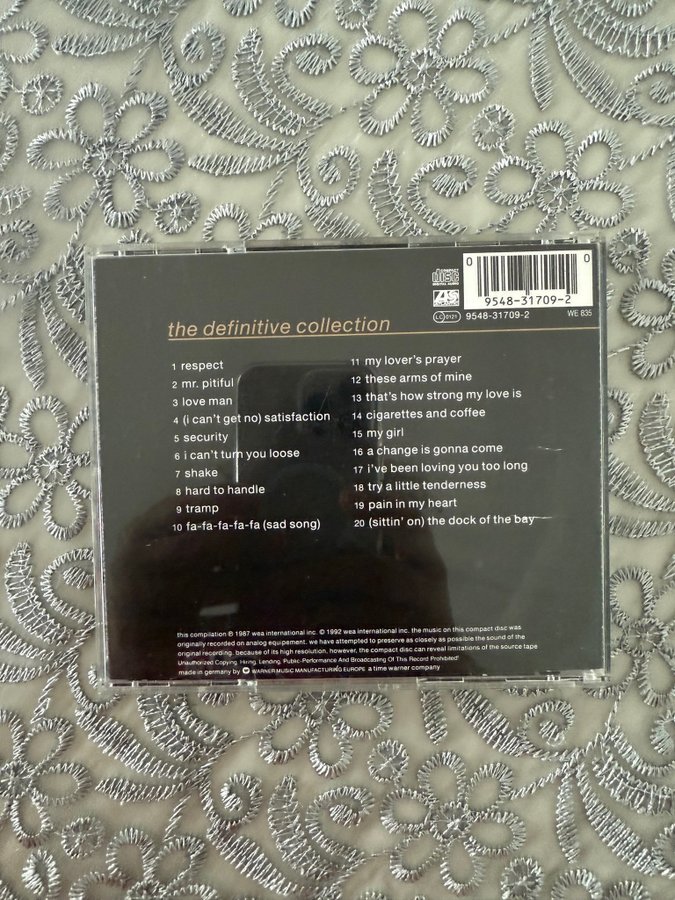 0 0
9548-31709-2
COMPACT
disc
DIGITAL AUDIO
ATLANTIC
LC 0121 9548-31709-2 WE 835
the definitive collection
1 respect
2 mr. pitiful
3 love man
4 (i can't get no) satisfaction
5 security
6 i can't turn you loose
7 shake
8 hard to handle
9 tramp
10 fa-fa-fa-fa-fa (sad song)
11 my lover's prayer
12 these arms of mine
13 that's how strong my love is
14 cigarettes and coffee
15 my girl
16 a change is gonna come
17 i've been loving you too long
18 try a little tenderness
19 pain in my heart
20 (sittin' on) the dock of the bay
this compilation ℗ 1987 wea international inc. © 1992 wea international inc. the music on this compact disc was
originally recorded on analog equipement. we have attempted to preserve as closely as possible the sound of the
original recording. because of its high resolution, however, the compact disc can reveal limitations of the source tape
Unauthorized Copying, Hiring, Lending, Public-Performance And Broadcasting Of This Record Prohibited!
made in germany by WARNER MUSIC MANUFACTURING EUROPE a time warner company